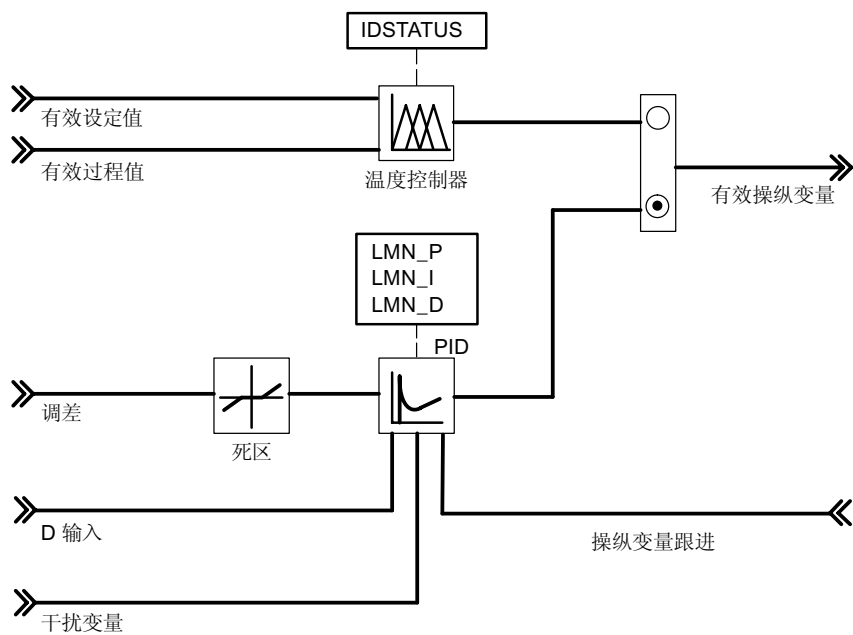 IDSTATUS
有效设定值
有效过程值
温度控制器
有效操纵变量
LMN_P
LMN_I
LMN_D
PID
调差
死区
D 输入
操纵变量跟进
干扰变量